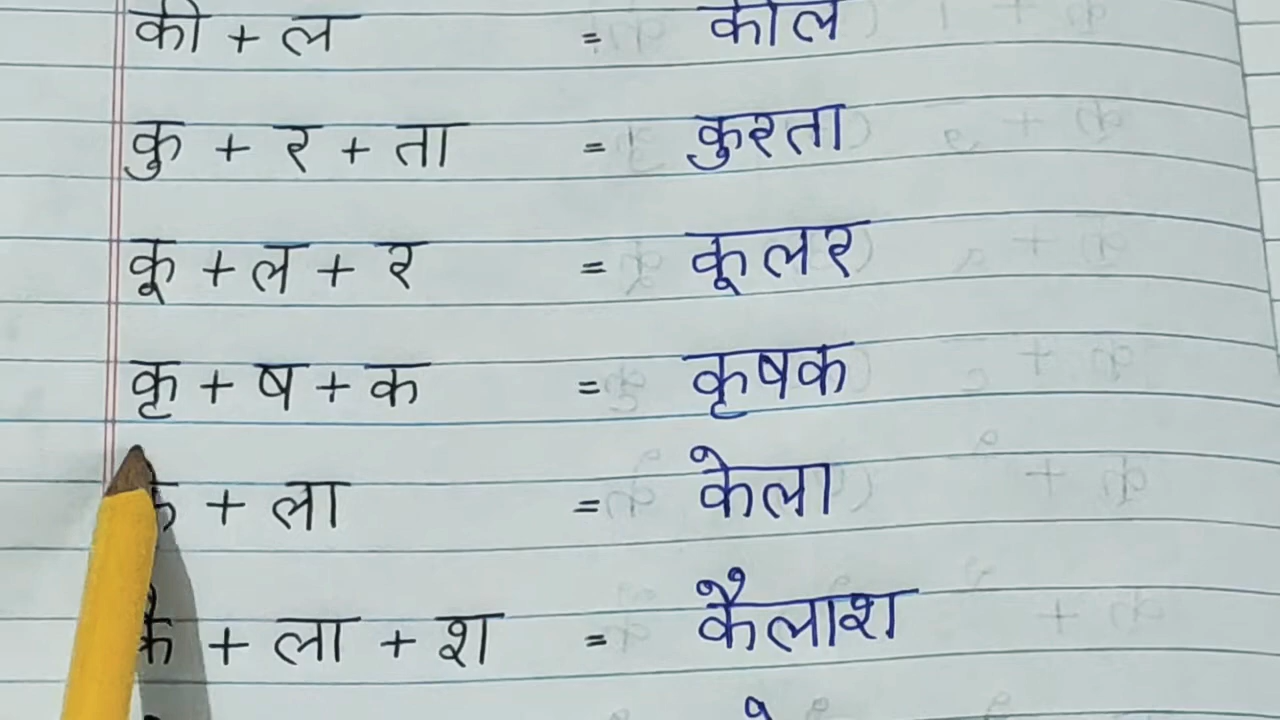 की + ल = कील
कु + र + ता = कुरता
कू + ल + र = कूलर
कृ + ष + क = कृषक
के + ला = केला
कै + ला + श = कैलाश